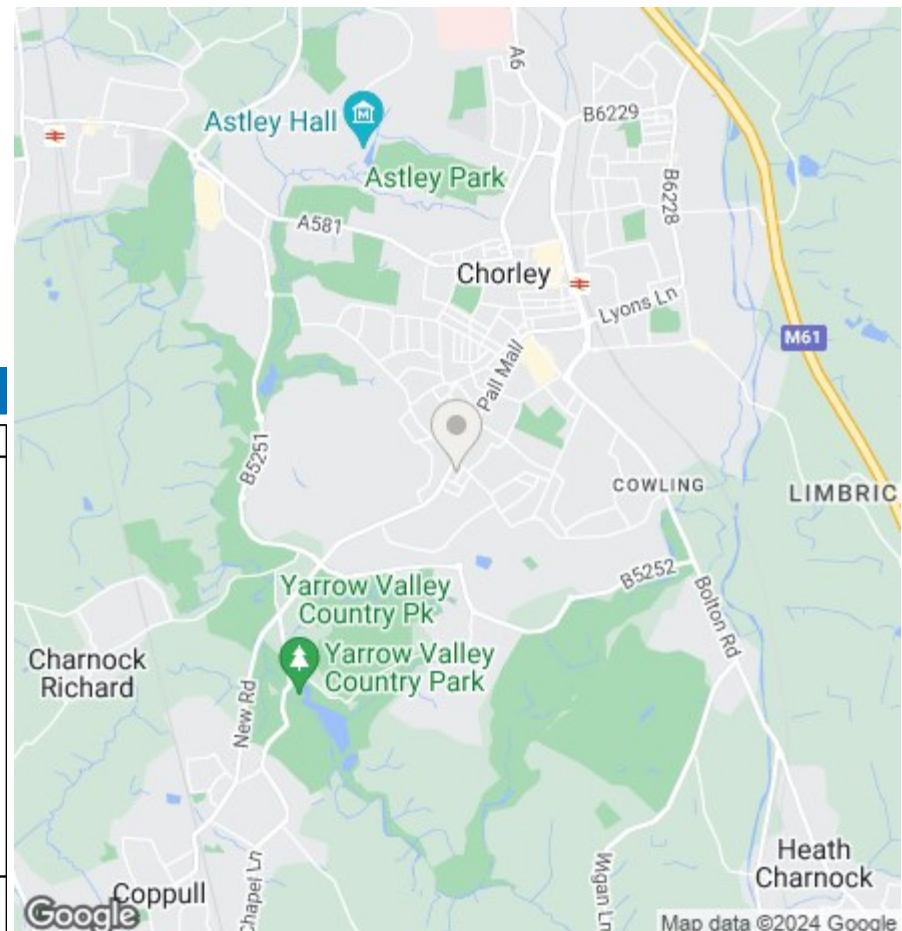 A6
B6229
Astley Hall
Astley Park
B6228
A581
Chorley
Lyons Ln
M61
Pall Mall
B5251
COWLING
LIMBRIC
B5252
Yarrow Valley
Country Pk
Bolton Rd
Yarrow Valley
Country Park
Charnock
Richard
New Rd
Wigan Ln
Heath
Charnock
Chapel Ln
Coppull
Google
Map data ©2024 Google